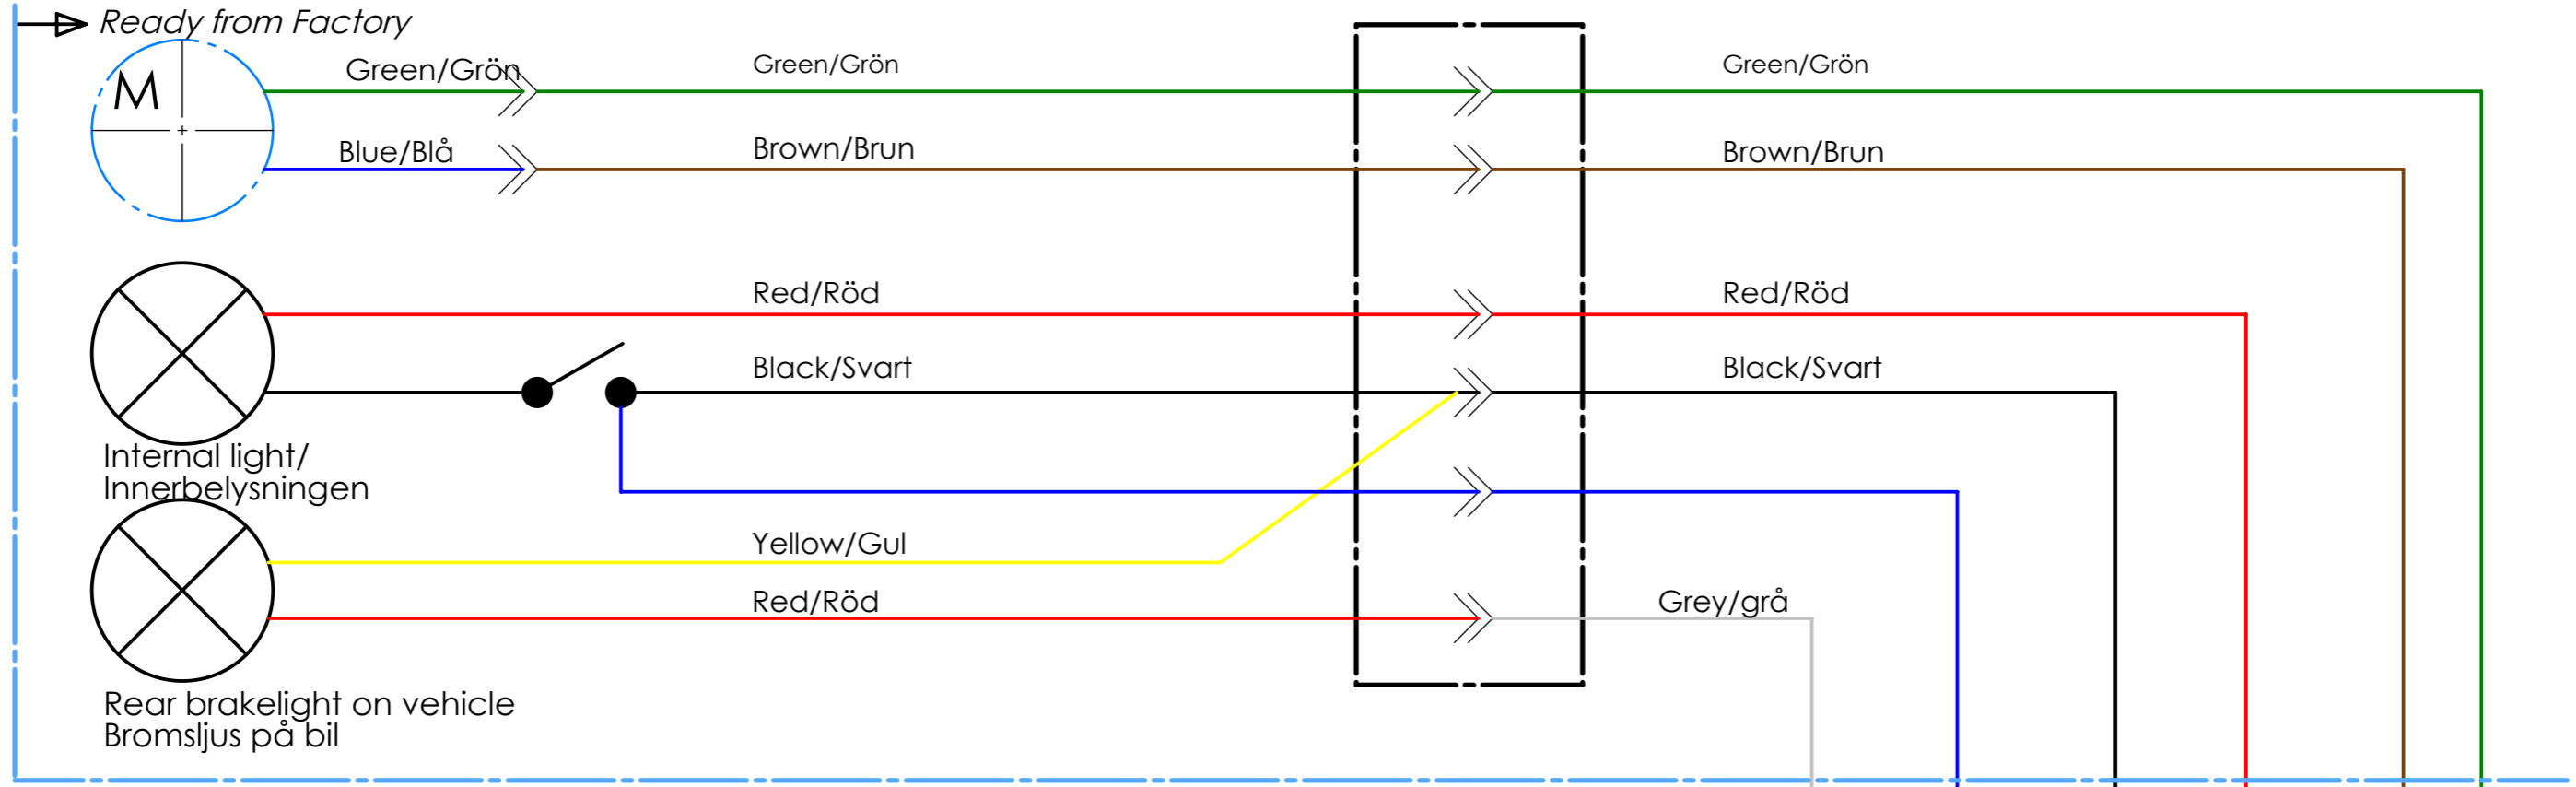 Ready from Factory
M
Green/Grön
Green/Grön
Green/Grön
Blue/Blå
Brown/Brun
Brown/Brun
Red/Röd
Red/Röd
Black/Svart
Black/Svart
Internal light/
Innerbelysningen
Yellow/Gul
Red/Röd
Grey/grå
Rear brakelight on vehicle
Bromsljus på bil